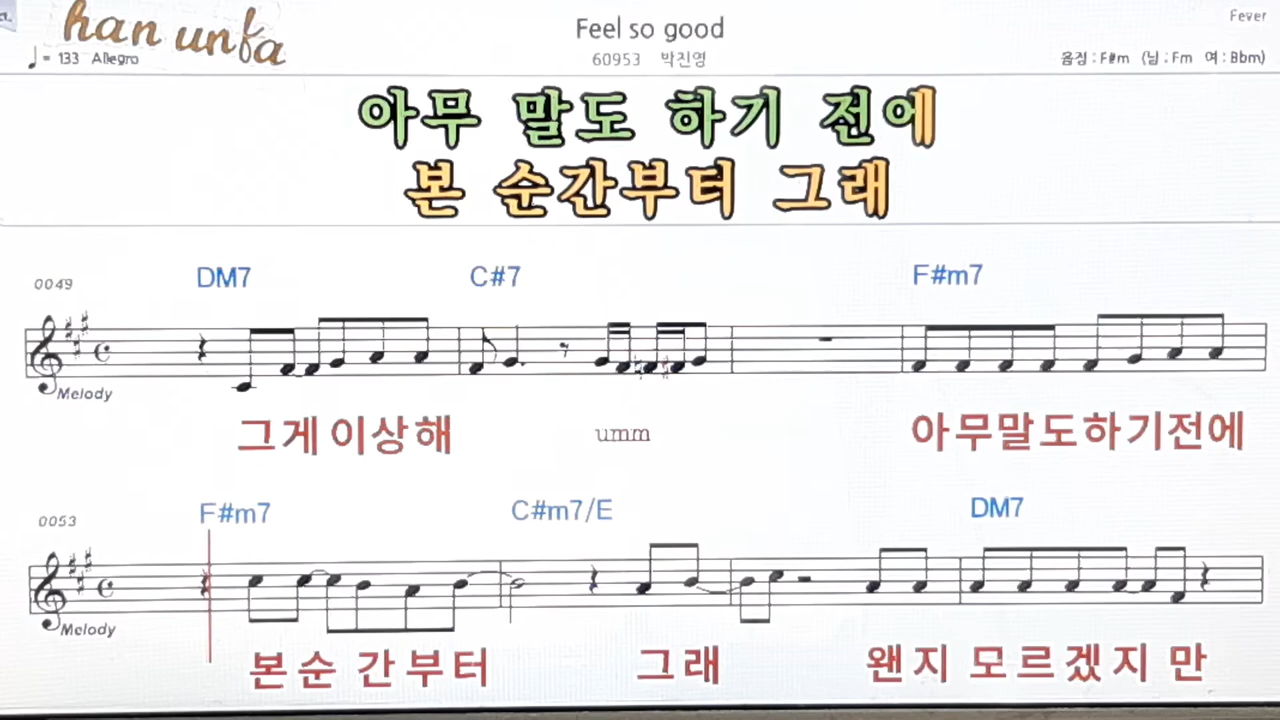 han unfa
Feel so good
Fever
♩ = 133 Allegro
60953 박진영
음정 : F#m (남 : Fm 여 : Bbm)
아무 말도 하기 전에
본 순간부터 그래
0049
DM7 C#7 F#m7
Melody
그게이상해 umm 아무말도하기전에
0053
F#m7 C#m7/E DM7
Melody
본순 간부터 그래 왠지 모르겠지 만